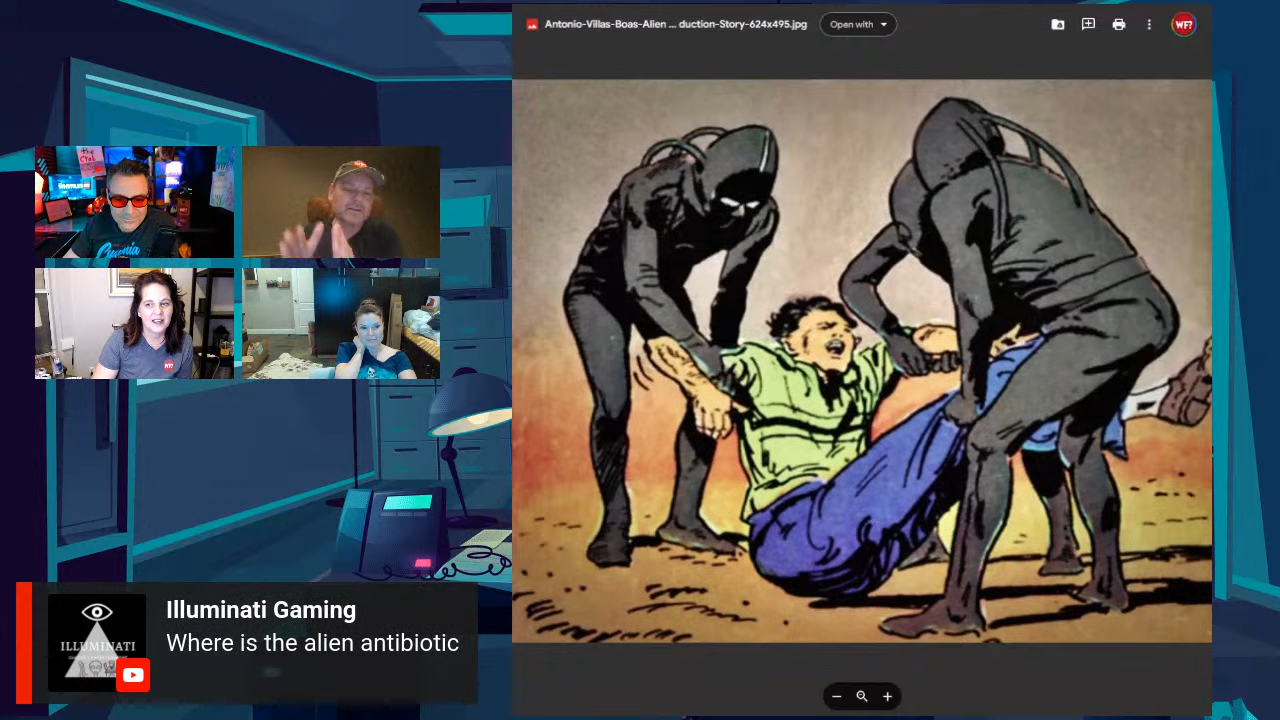 Antonio-Villas-Boas-Alien ... duction-Story-624x495.jpg
Open with
WF?
the
Illuminati Gaming
Where is the alien antibiotic
ILLUMINATI